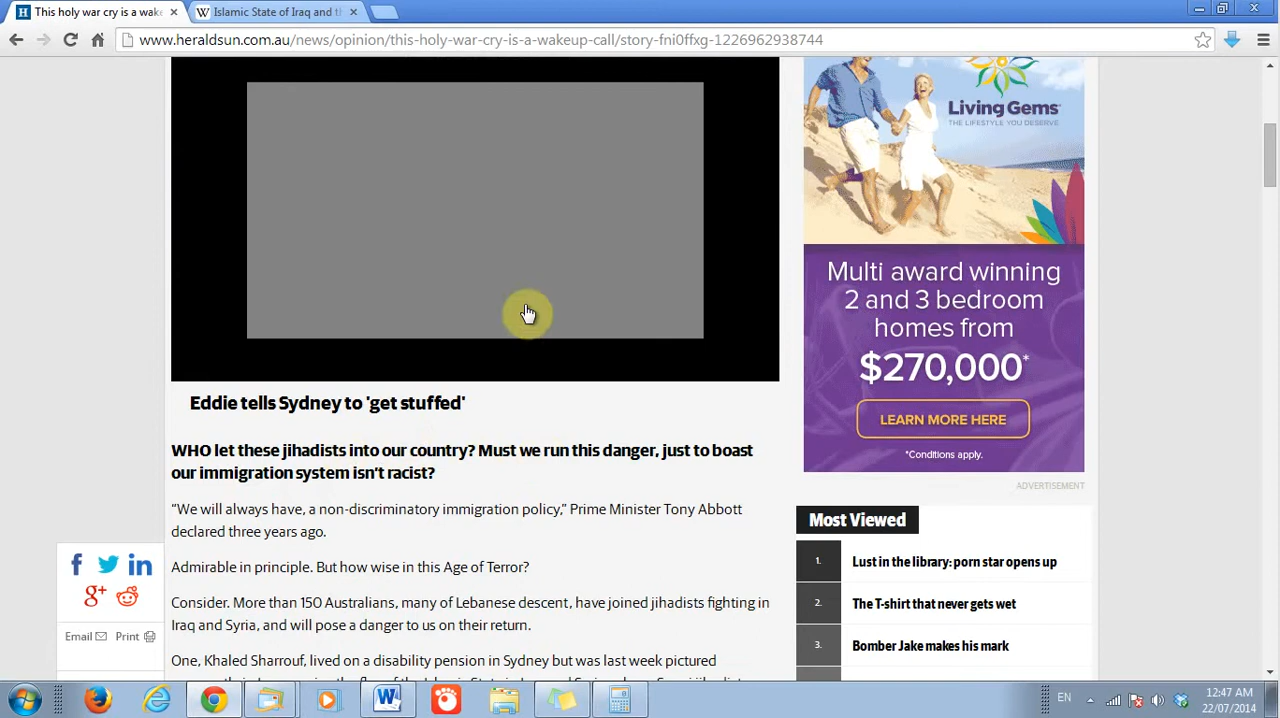 This holy war cry is a wake
Islamic State of Iraq and th
www.heraldsun.com.au/news/opinion/this-holy-war-cry-is-a-wakeup-call/story-fni0ffxg-1226962938744
Living Gems
THE LIFESTYLE YOU DESERVE
Multi award winning
2 and 3 bedroom
homes from
$270,000*
LEARN MORE HERE
*Conditions apply.
ADVERTISEMENT
Eddie tells Sydney to 'get stuffed'
WHO let these jihadists into our country? Must we run this danger, just to boast
our immigration system isn't racist?
“We will always have, a non-discriminatory immigration policy,” Prime Minister Tony Abbott
declared three years ago.
Admirable in principle. But how wise in this Age of Terror?
Consider. More than 150 Australians, many of Lebanese descent, have joined jihadists fighting in
Iraq and Syria, and will pose a danger to us on their return.
One, Khaled Sharrouf, lived on a disability pension in Sydney but was last week pictured
Email
Print
Most Viewed
1. Lust in the library: porn star opens up
2. The T-shirt that never gets wet
3. Bomber Jake makes his mark
EN
12:47 AM
22/07/2014